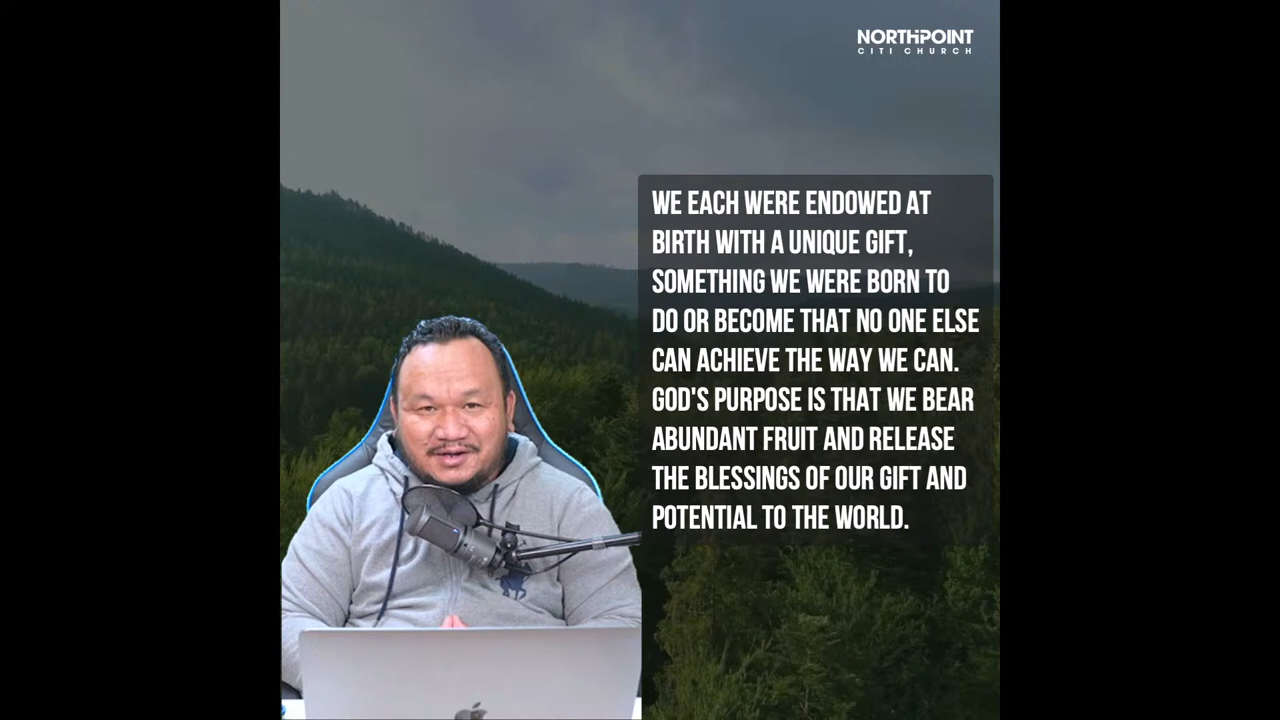 NORTHPOINT
CITI CHURCH
WE EACH WERE ENDOWED AT
BIRTH WITH A UNIQUE GIFT,
SOMETHING WE WERE BORN TO
DO OR BECOME THAT NO ONE ELSE
CAN ACHIEVE THE WAY WE CAN.
GOD'S PURPOSE IS THAT WE BEAR
ABUNDANT FRUIT AND RELEASE
THE BLESSINGS OF OUR GIFT AND
POTENTIAL TO THE WORLD.